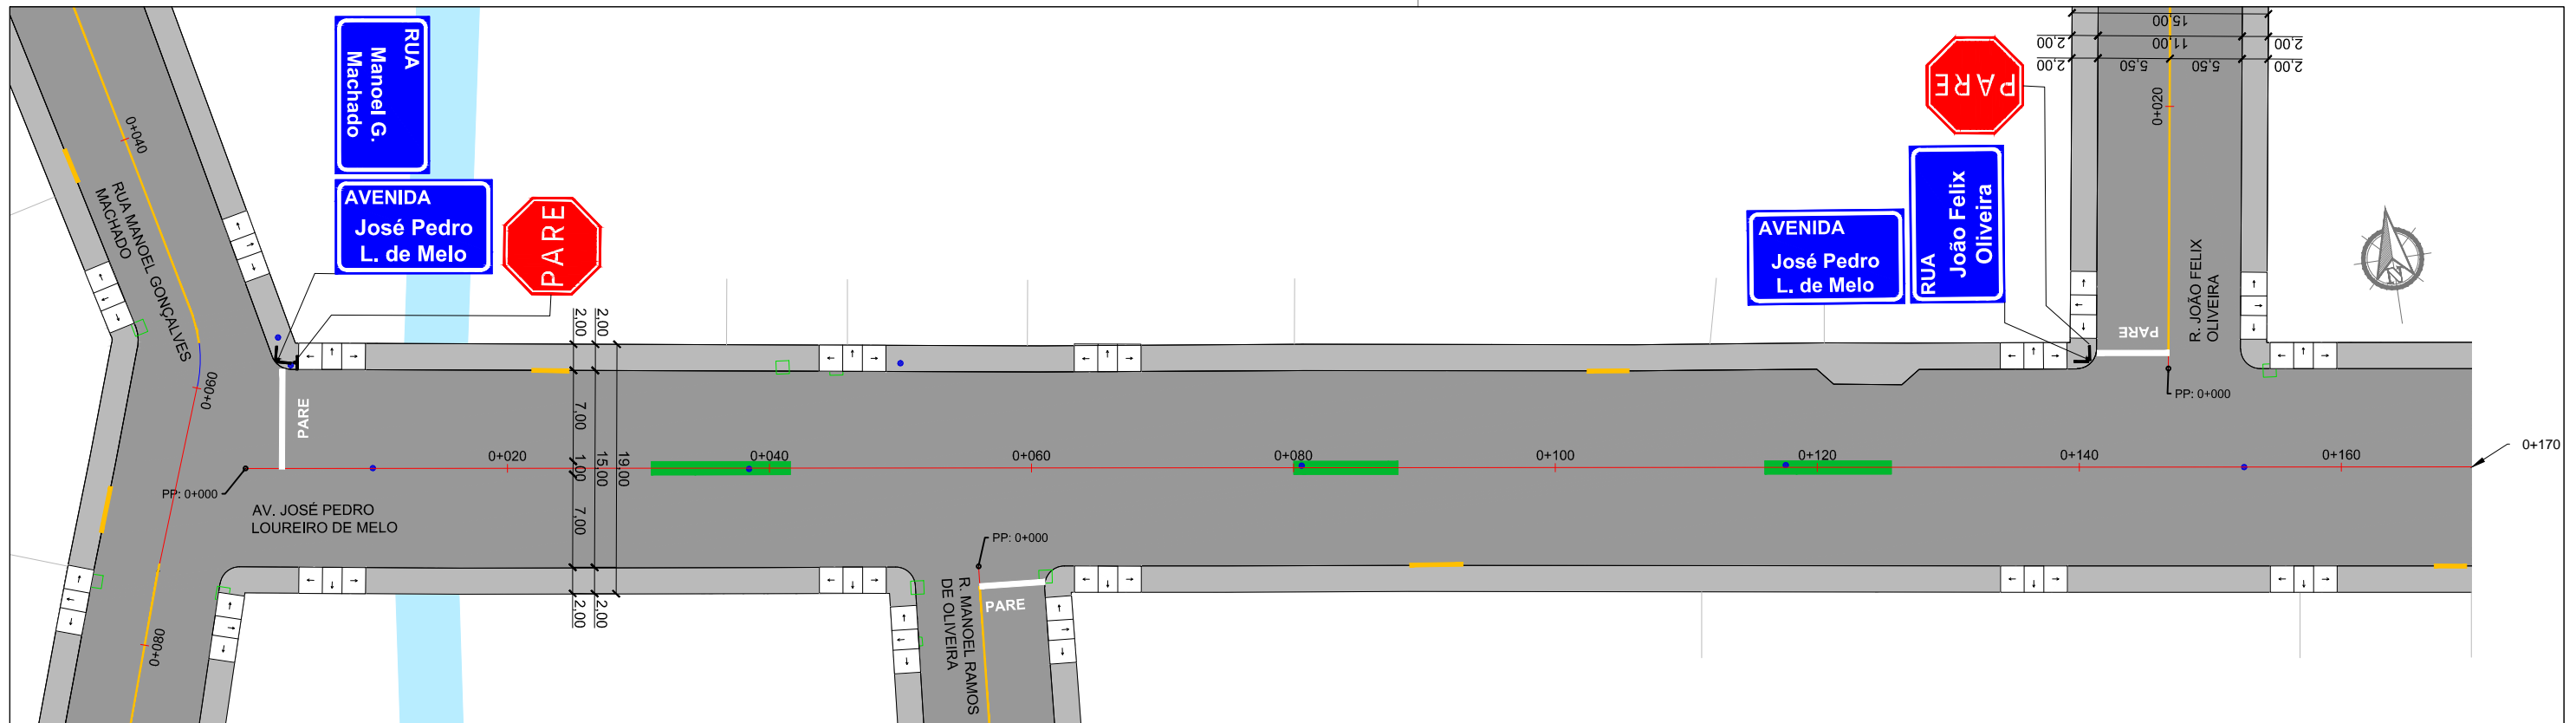 RUA
Manoel G.
Machado
AVENIDA
José Pedro
L. de Melo
PARE
0+040
RUA MANOEL GONÇALVES
MACHADO
0+060
0+080
PARE
PP: 0+000
AV. JOSÉ PEDRO
LOUREIRO DE MELO
0+020
0+040
0+060
0+080
0+100
0+120
0+140
0+160
0+170
2,00
2,00
7,00
1,00
15,00
19,00
7,00
2,00
2,00
PP: 0+000
R. MANOEL RAMOS
DE OLIVEIRA
PARE
AVENIDA
José Pedro
L. de Melo
RUA
João Felix
Oliveira
PARE
15,00
2,00
11,00
2,00
2,00
5,50
5,50
2,00
0+020
R. JOÃO FELIX
OLIVEIRA
PARE
PP: 0+000
N